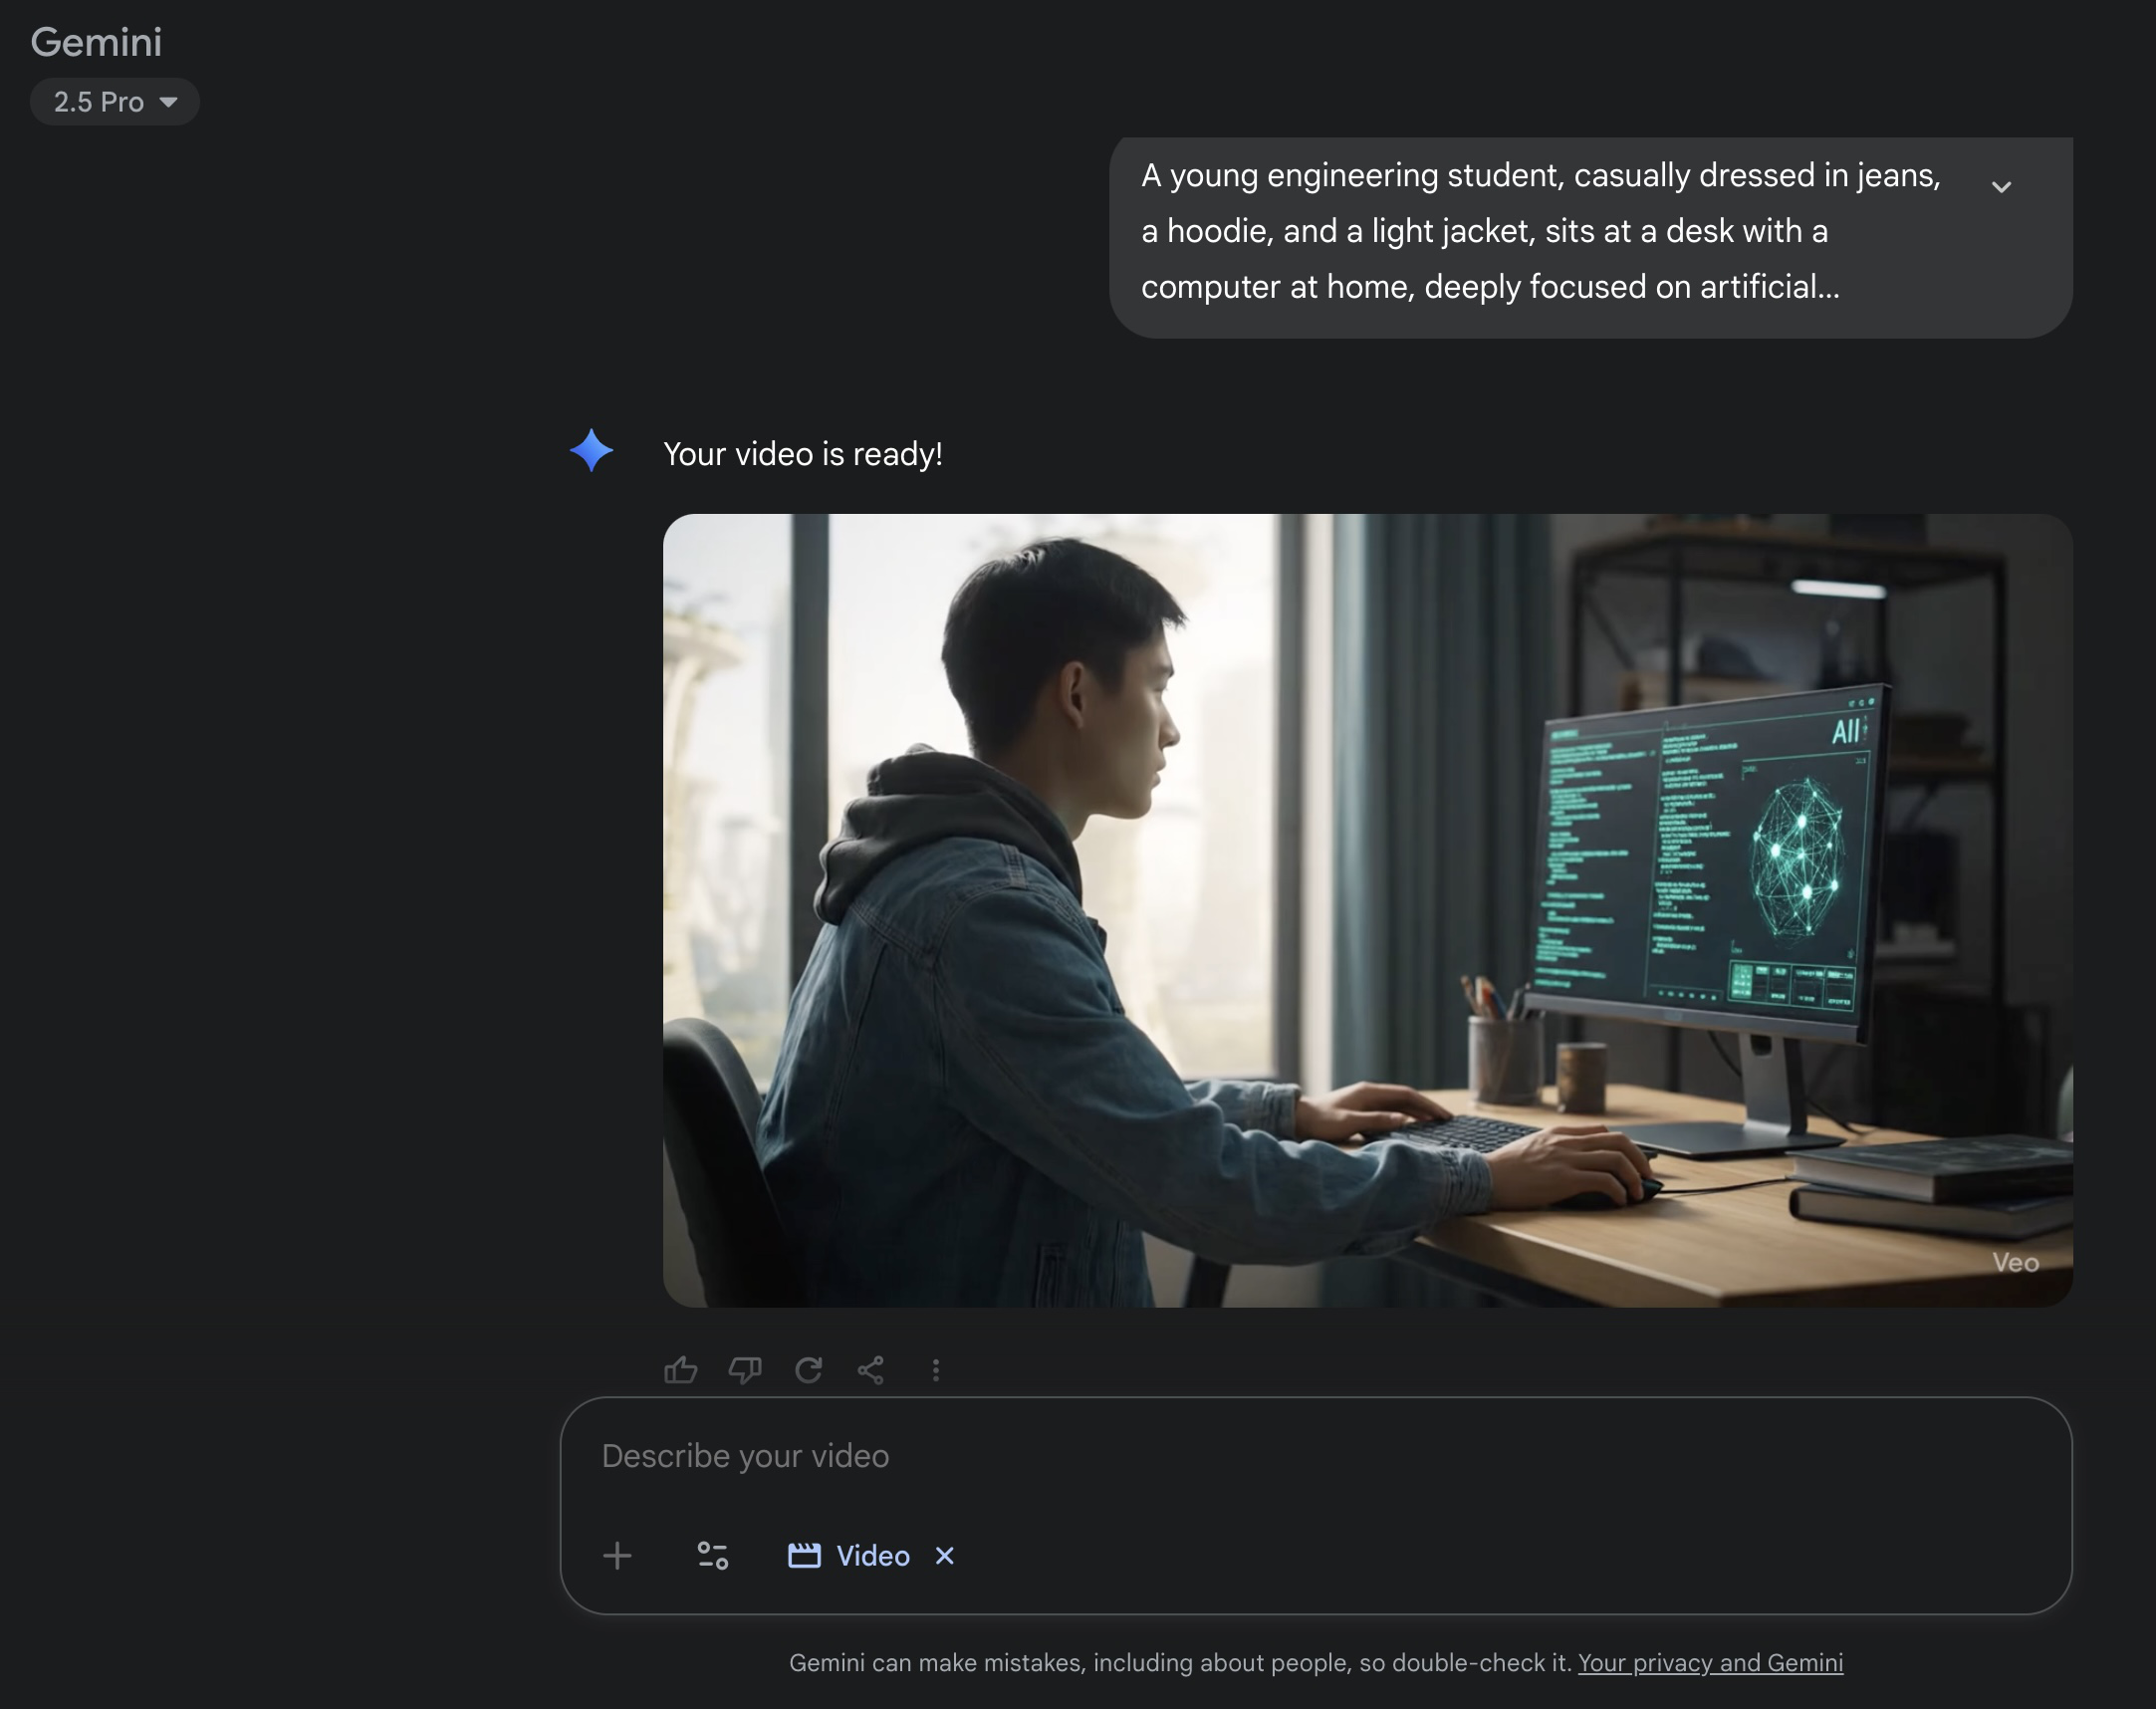 Gemini
2.5 Pro
A young engineering student, casually dressed in jeans,
a hoodie, and a light jacket, sits at a desk with a
computer at home, deeply focused on artificial...
Your video is ready!
All
Veo
Describe your video
Video
Gemini can make mistakes, including about people, so double-check it. Your privacy and Gemini